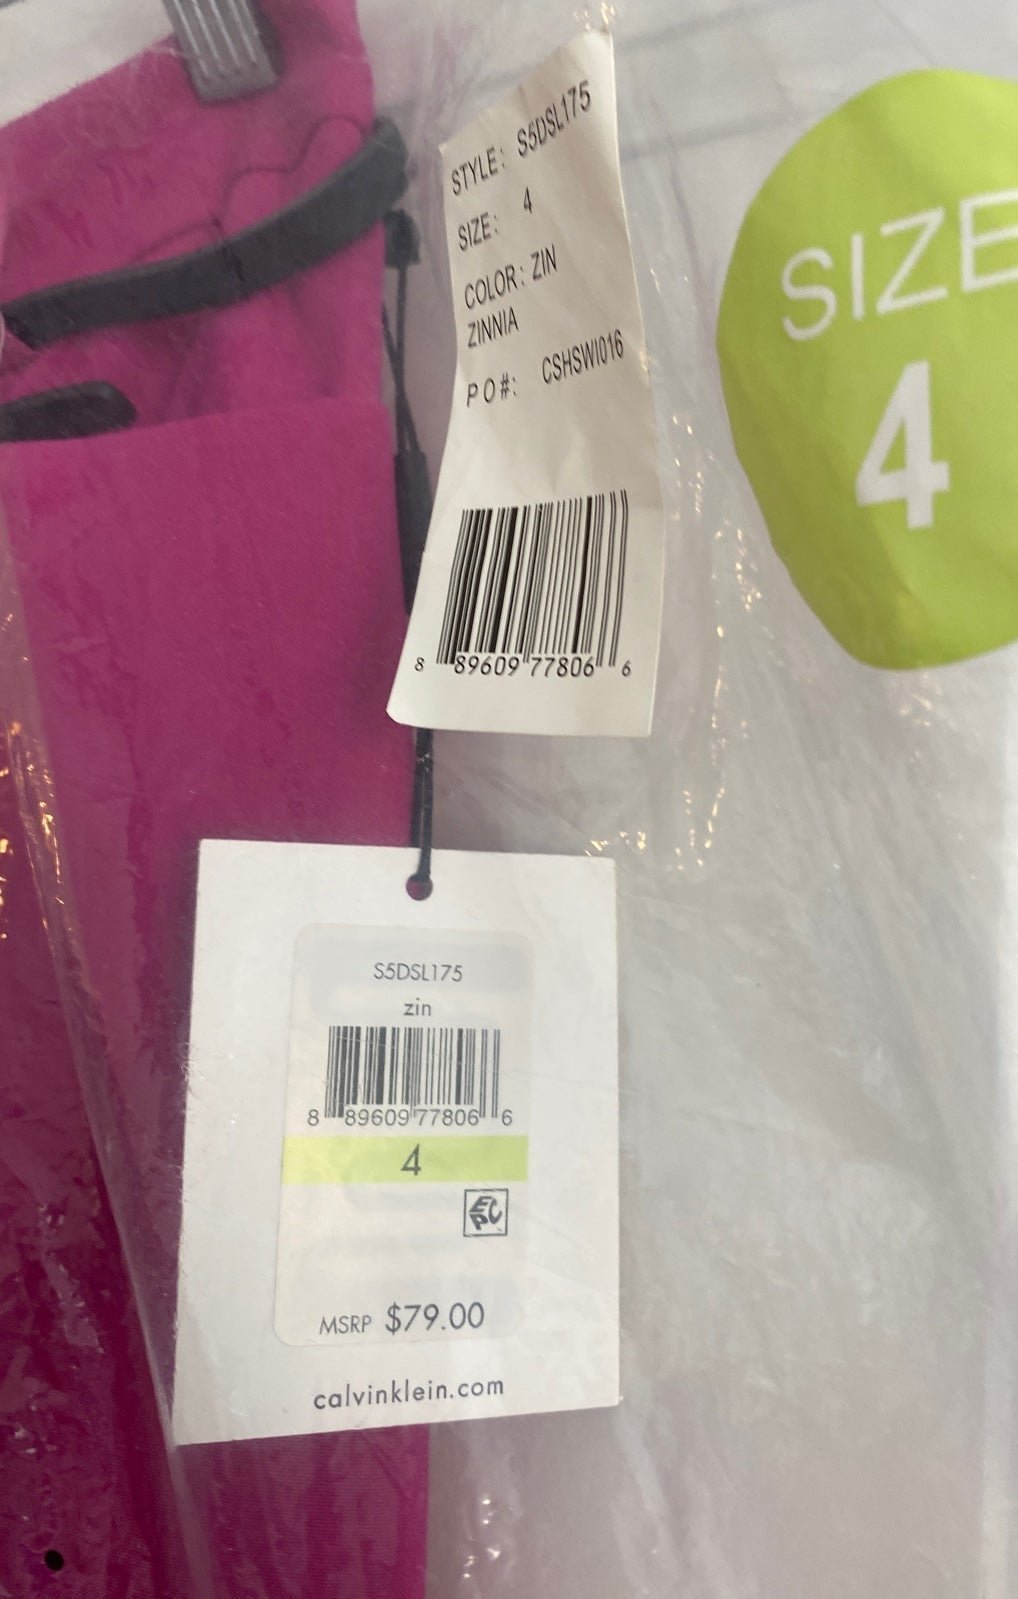 STYLE: S5DSL175
SIZE: 4
COLOR: ZIN
ZINNIA
PO#: CSHSWI016
8 89609 77806 6
SIZE
4
S5DSL175
zin
8 89609 77806 6
4
EPC
MSRP $79.00
calvinklein.com